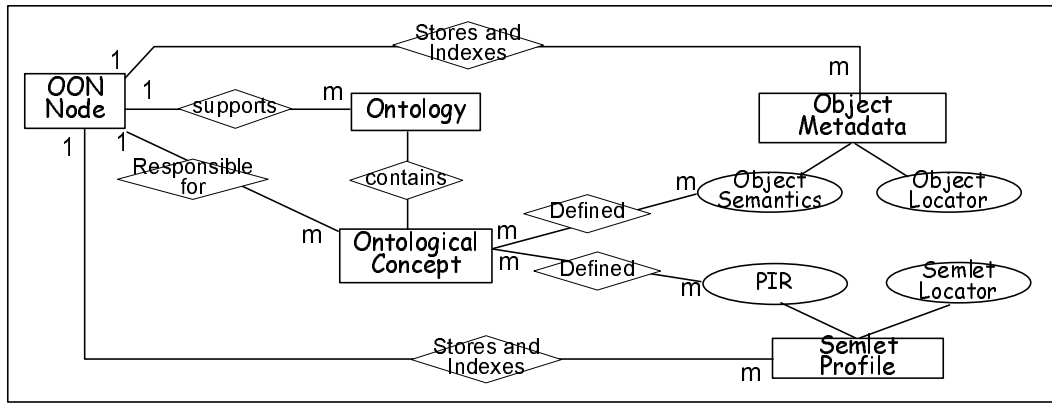 Stores and
Indexes
1
m
OON
Node
1
supports
m
Ontology
Object
Metadata
1
1
Responsible
for
contains
m
Object
Semantics
Object
Locator
Defined
m
m
Ontological
Concept
m
Defined
m
PIR
Semlet
Locator
Stores and
Indexes
m
Semlet
Profile